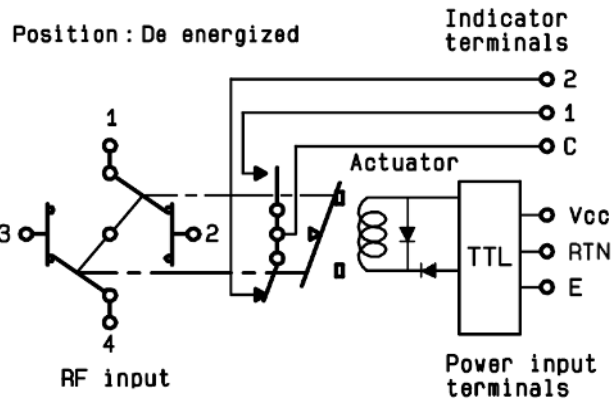 Position : De energized
Indicator
terminals
2
1
C
1
Actuator
3
2
TTL
Vcc
RTN
E
4
RF input
Power input
terminals